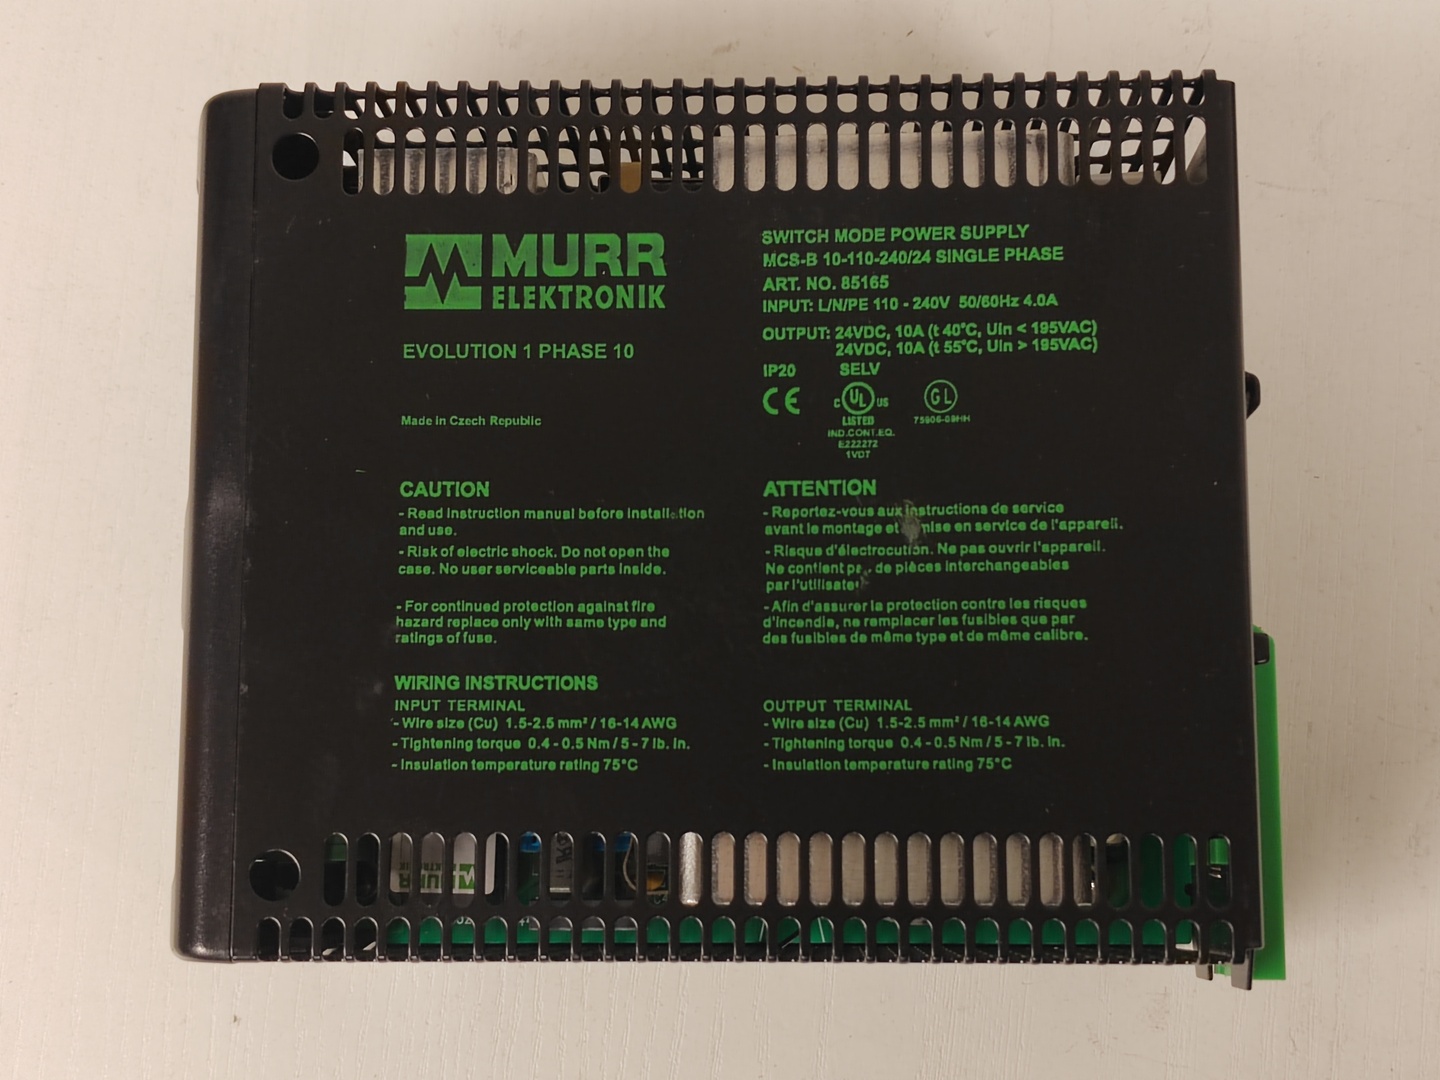 MURR
ELEKTRONIK
EVOLUTION 1 PHASE 10
Made in Czech Republic
SWITCH MODE POWER SUPPLY
MCS-B 10-110-240/24 SINGLE PHASE
ART. NO. 85165
INPUT: L/N/PE 110 - 240V 50/60Hz 4.0A
OUTPUT: 24VDC, 10A (t 40°C, Uin < 195VAC)
24VDC, 10A (t 55°C, Uin > 195VAC)
IP20 SELV
CE
C UL US
LISTED
IND.CONT.EQ.
E222272
1VD7
GL
75906-09HH
CAUTION
- Read instruction manual before installation
and use.
- Risk of electric shock. Do not open the
case. No user serviceable parts inside.
- For continued protection against fire
hazard replace only with same type and
ratings of fuse.
ATTENTION
- Reportez-vous aux instructions de service
avant le montage et mise en service de l'appareil.
- Risque d'électrocution. Ne pas ouvrir l'appareil.
Ne contient pas de pièces interchangeables
par l'utilisateur
- Afin d'assurer la protection contre les risques
d'incendie, ne remplacer les fusibles que par
des fusibles de même type et de même calibre.
WIRING INSTRUCTIONS
INPUT TERMINAL
- Wire size (Cu) 1.5-2.5 mm² / 16-14 AWG
- Tightening torque 0.4 - 0.5 Nm / 5 - 7 lb. in.
- Insulation temperature rating 75°C
OUTPUT TERMINAL
- Wire size (Cu) 1.5-2.5 mm² / 16-14 AWG
- Tightening torque 0.4 - 0.5 Nm / 5 - 7 lb. in.
- Insulation temperature rating 75°C